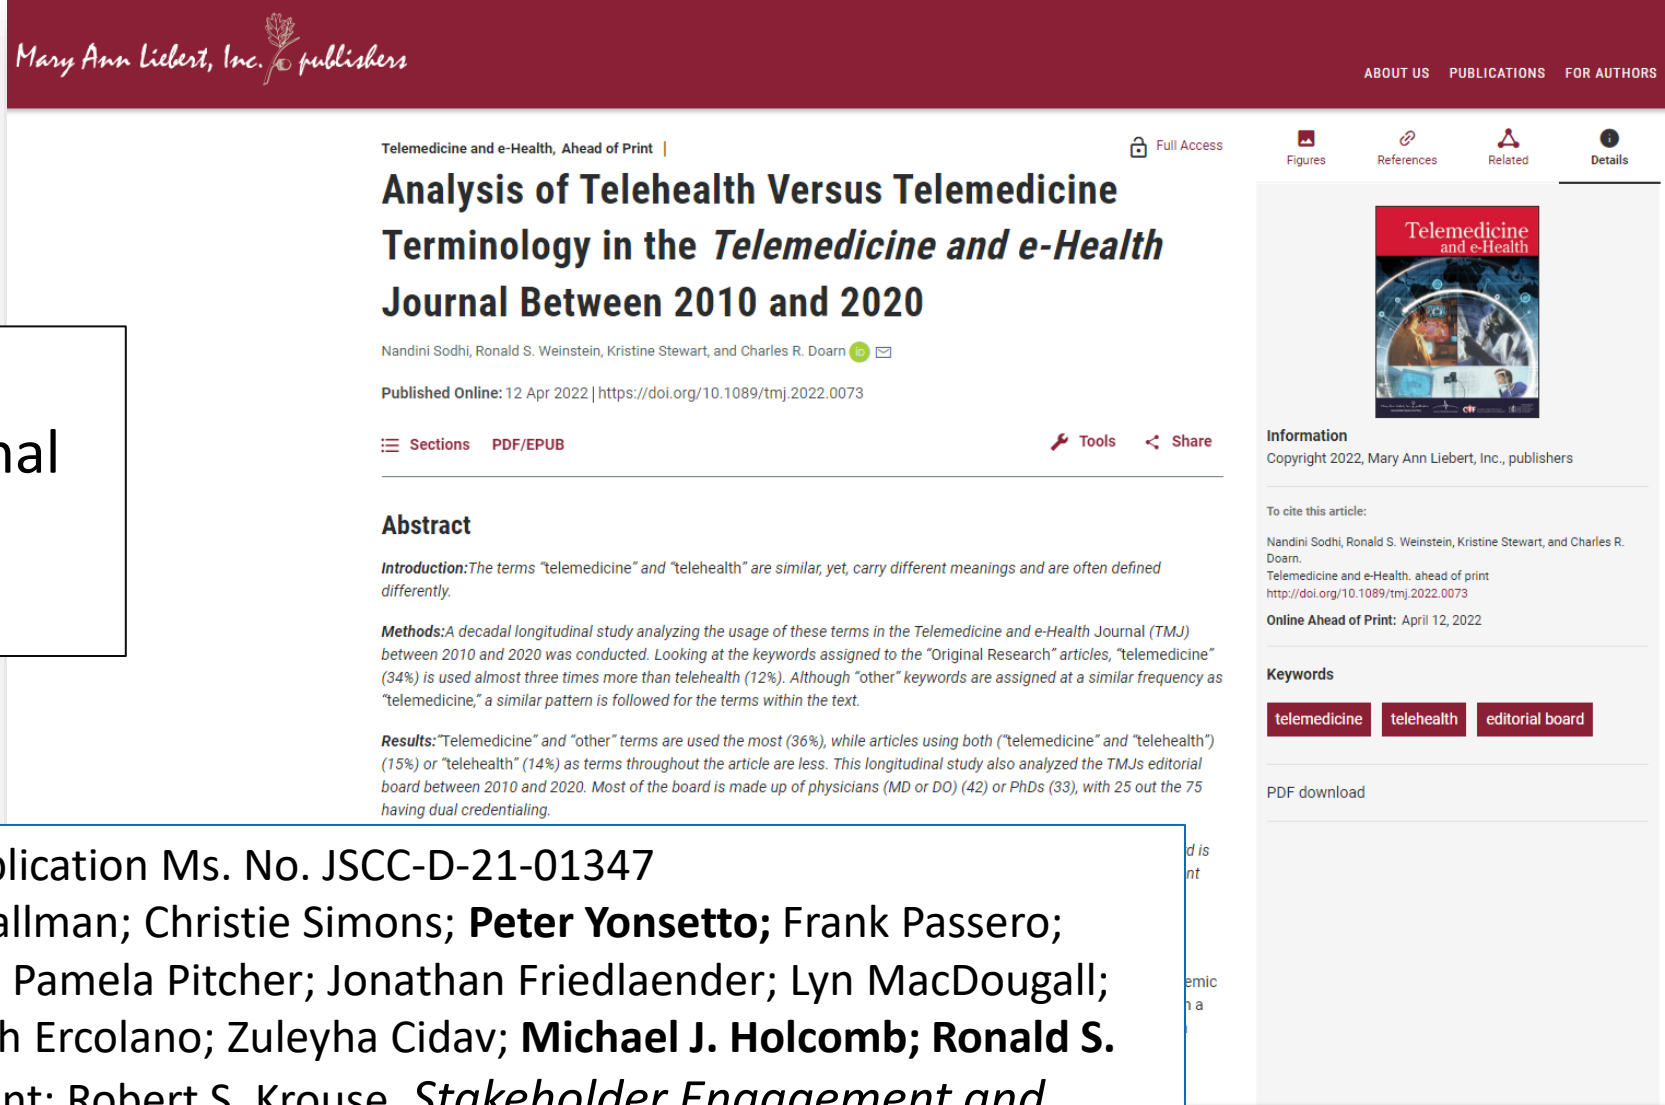 Mary Ann Liebert, Inc. publishers
ABOUT US PUBLICATIONS FOR AUTHORS
Telemedicine and e-Health, Ahead of Print |
Full Access
Analysis of Telehealth Versus Telemedicine
Terminology in the Telemedicine and e-Health
Journal Between 2010 and 2020
Nandini Sodhi, Ronald S. Weinstein, Kristine Stewart, and Charles R. Doarn iD
Published Online: 12 Apr 2022 | https://doi.org/10.1089/tmj.2022.0073
Sections PDF/EPUB
Tools Share
Abstract
Introduction:The terms “telemedicine” and “telehealth” are similar, yet, carry different meanings and are often defined
differently.
Methods:A decadal longitudinal study analyzing the usage of these terms in the Telemedicine and e-Health Journal (TMJ)
between 2010 and 2020 was conducted. Looking at the keywords assigned to the “Original Research” articles, “telemedicine”
(34%) is used almost three times more than telehealth (12%). Although “other” keywords are assigned at a similar frequency as
“telemedicine,” a similar pattern is followed for the terms within the text.
Results:“Telemedicine” and “other” terms are used the most (36%), while articles using both (“telemedicine” and “telehealth”)
(15%) or “telehealth” (14%) as terms throughout the article are less. This longitudinal study also analyzed the TMJs editorial
board between 2010 and 2020. Most of the board is made up of physicians (MD or DO) (42) or PhDs (33), with 25 out the 75
having dual credentialing.
d is
nt
emic
n a
nal
blication Ms. No. JSCC-D-21-01347
allman; Christie Simons; Peter Yonsetto; Frank Passero;
Pamela Pitcher; Jonathan Friedlaender; Lyn MacDougall;
h Ercolano; Zuleyha Cidav; Michael J. Holcomb; Ronald S.
nt; Robert S. Krouse. Stakeholder Engagement and
Figures References Related Details
Telemedicine
and e-Health
Information
Copyright 2022, Mary Ann Liebert, Inc., publishers
To cite this article:
Nandini Sodhi, Ronald S. Weinstein, Kristine Stewart, and Charles R.
Doarn.
Telemedicine and e-Health. ahead of print
http://doi.org/10.1089/tmj.2022.0073
Online Ahead of Print: April 12, 2022
Keywords
telemedicine telehealth editorial board
PDF download